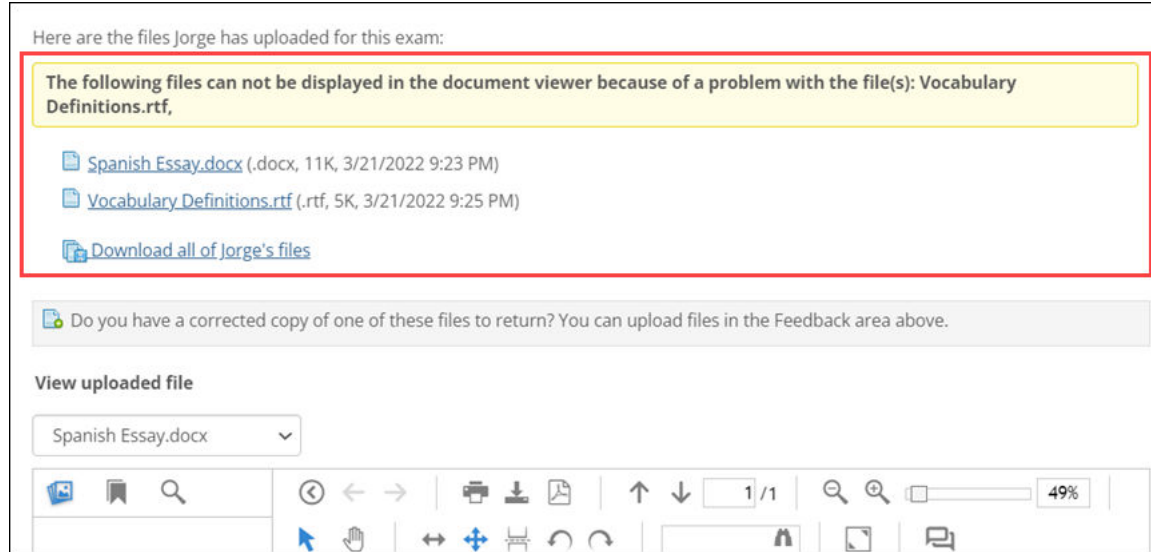 Here are the files Jorge has uploaded for this exam:
The following files can not be displayed in the document viewer because of a problem with the file(s): Vocabulary
Definitions.rtf,
Spanish Essay.docx (.docx, 11K, 3/21/2022 9:23 PM)
Vocabulary Definitions.rtf (.rtf, 5K, 3/21/2022 9:25 PM)
Download all of Jorge's files
Do you have a corrected copy of one of these files to return? You can upload files in the Feedback area above.
View uploaded file
Spanish Essay.docx
1 /1 49%